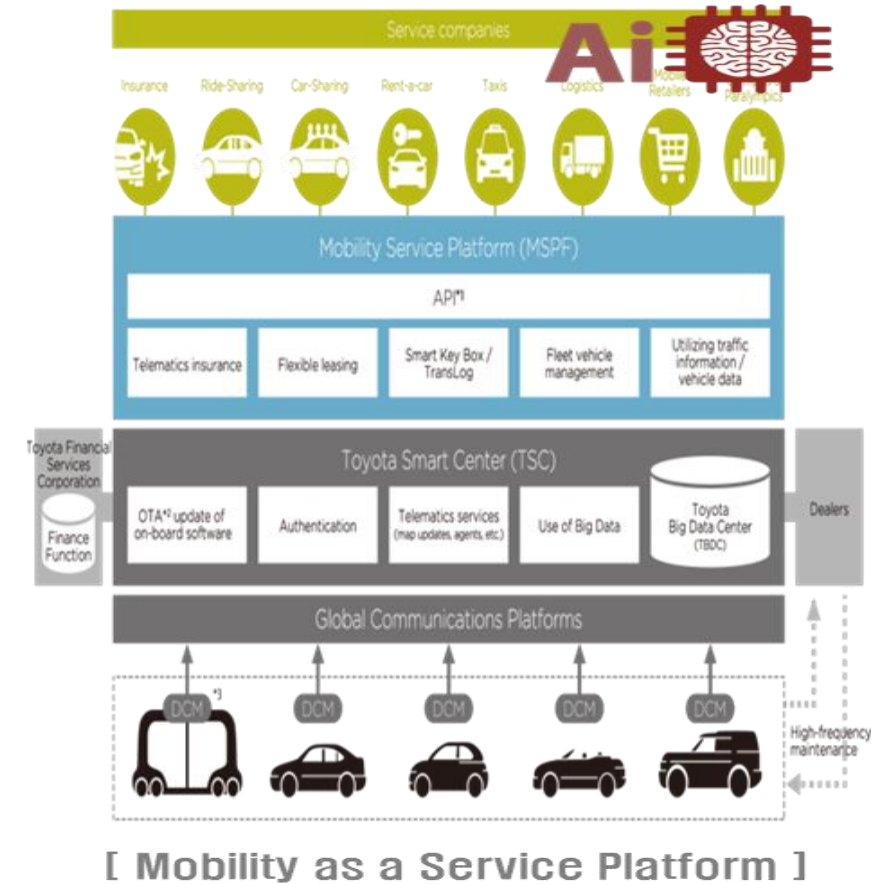 Service companies
Ai
Insurance
Ride-Sharing
Car-Sharing
Rent-a-car
Taxis
Logistics
Retailers
Paralympics
Mobility Service Platform (MSPF)
API*1
Telematics insurance
Flexible leasing
Smart Key Box /
TransLog
Fleet vehicle
management
Utilizing traffic
information /
vehicle data
Toyota Financial
Services
Corporation
Finance
Function
Toyota Smart Center (TSC)
OTA*2 update of
on-board software
Authentication
Telematics services
(map updates, agents, etc.)
Use of Big Data
Toyota
Big Data Center
(TBDC)
Dealers
Global Communications Platforms
DCM
*3
DCM
DCM
DCM
DCM
High-frequency
maintenance
[ Mobility as a Service Platform ]